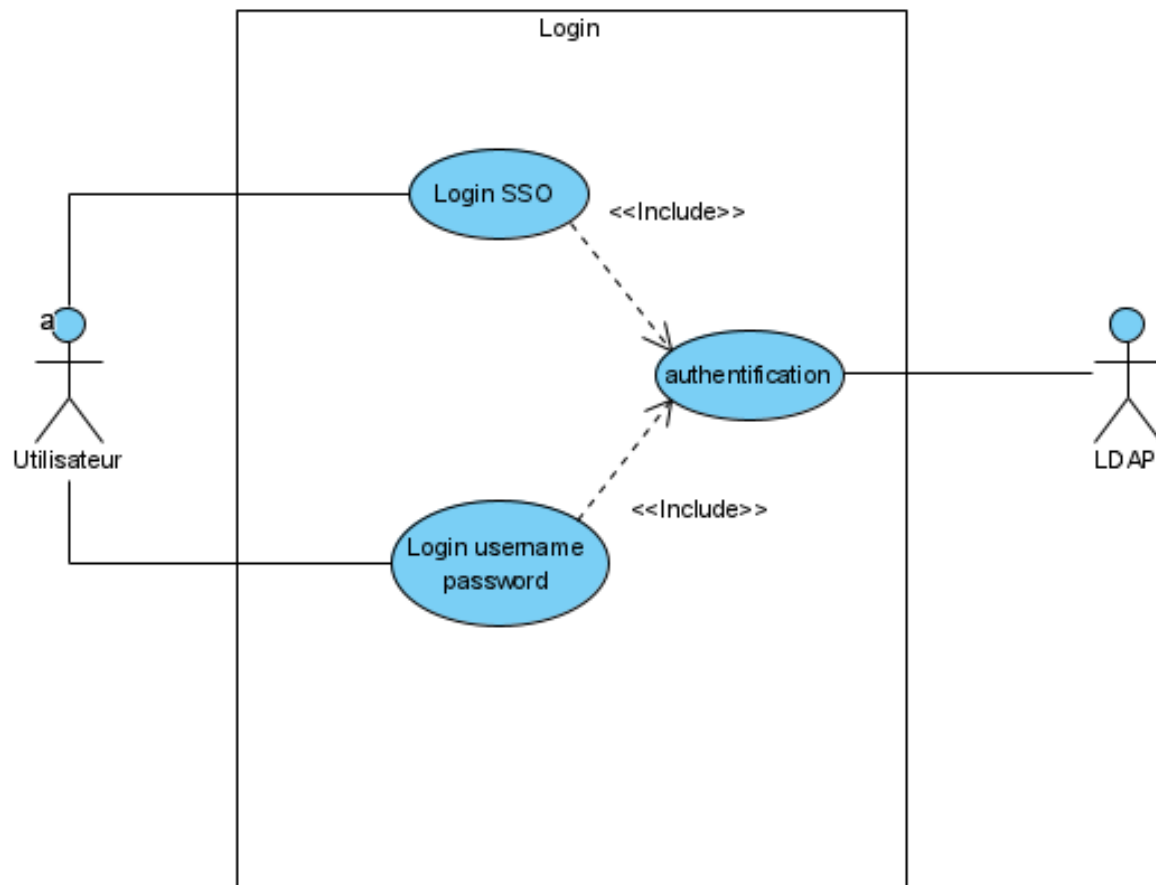 Login
Login SSO
<<Include>>
a
authentification
Utilisateur
LDAP
<<Include>>
Login username
password